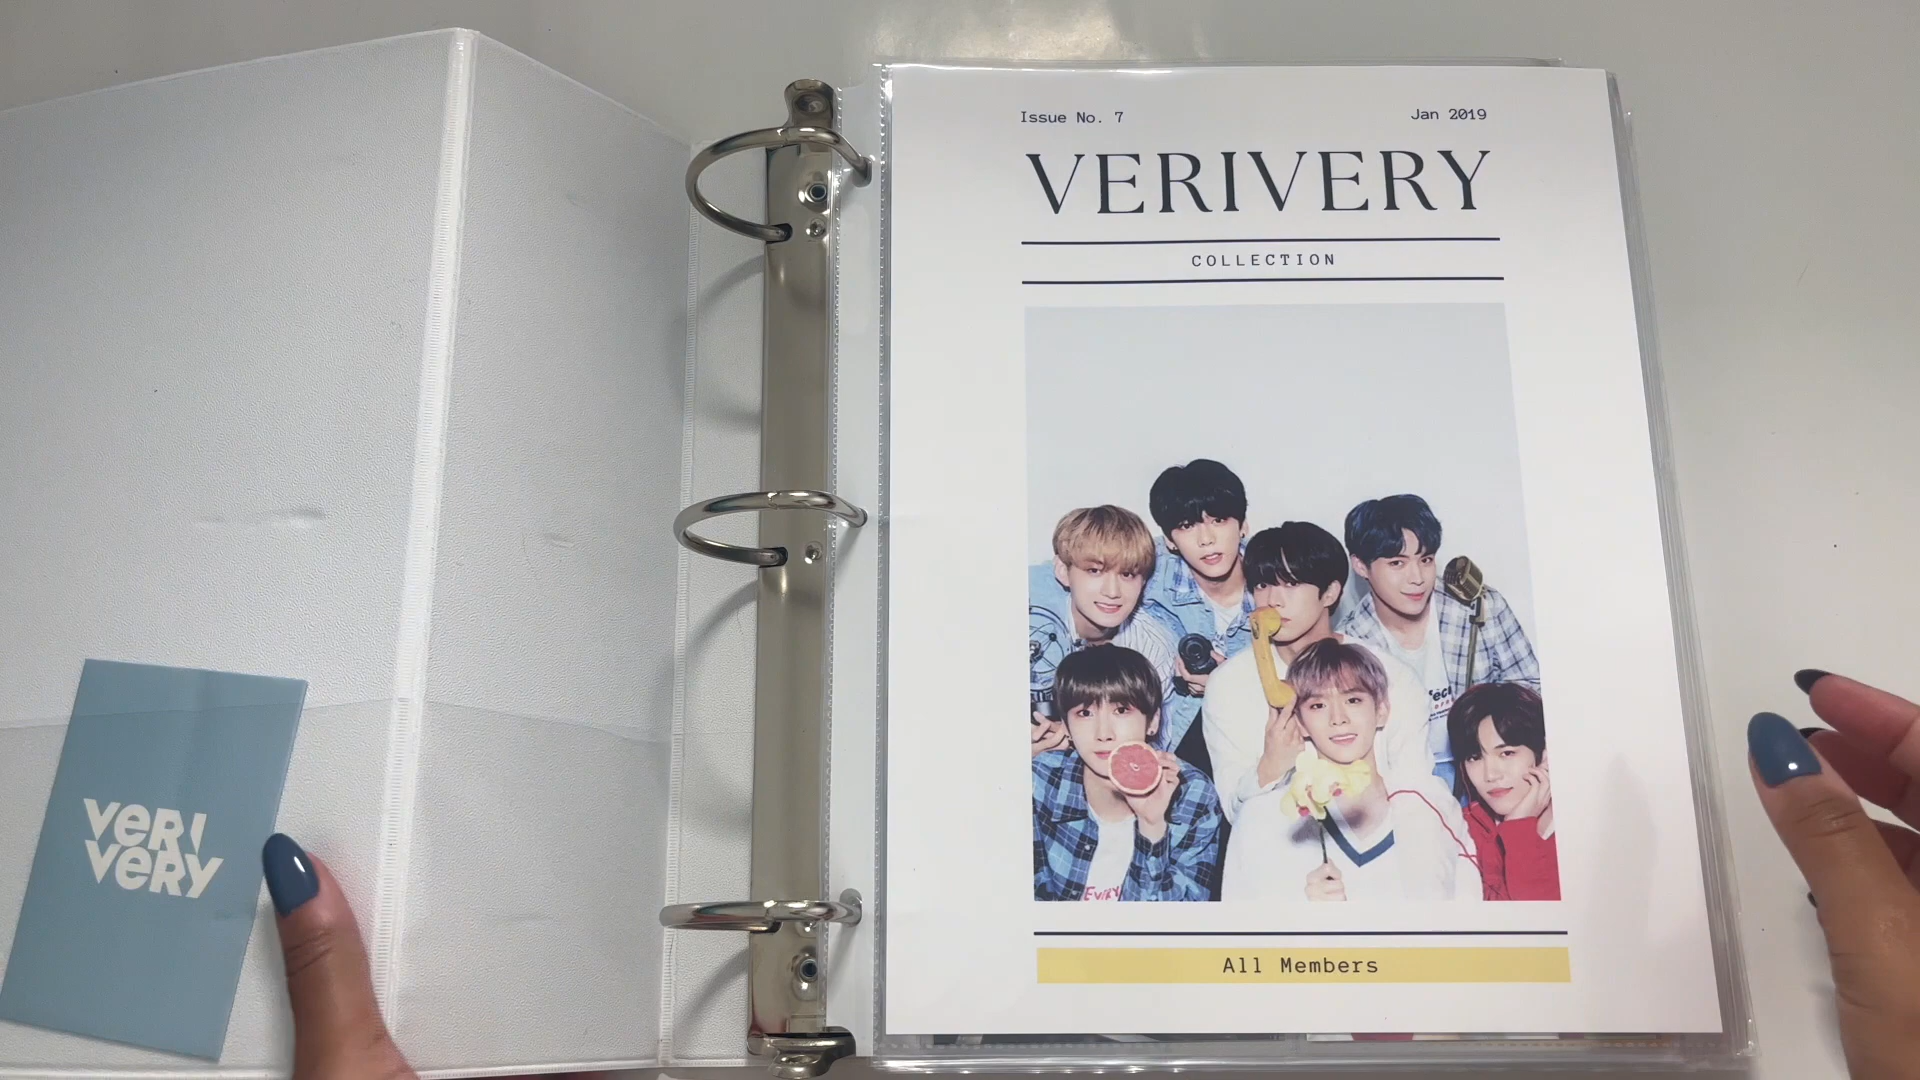 VERI
VERY
Issue No. 7
Jan 2019
VERIVERY
COLLECTION
All Members